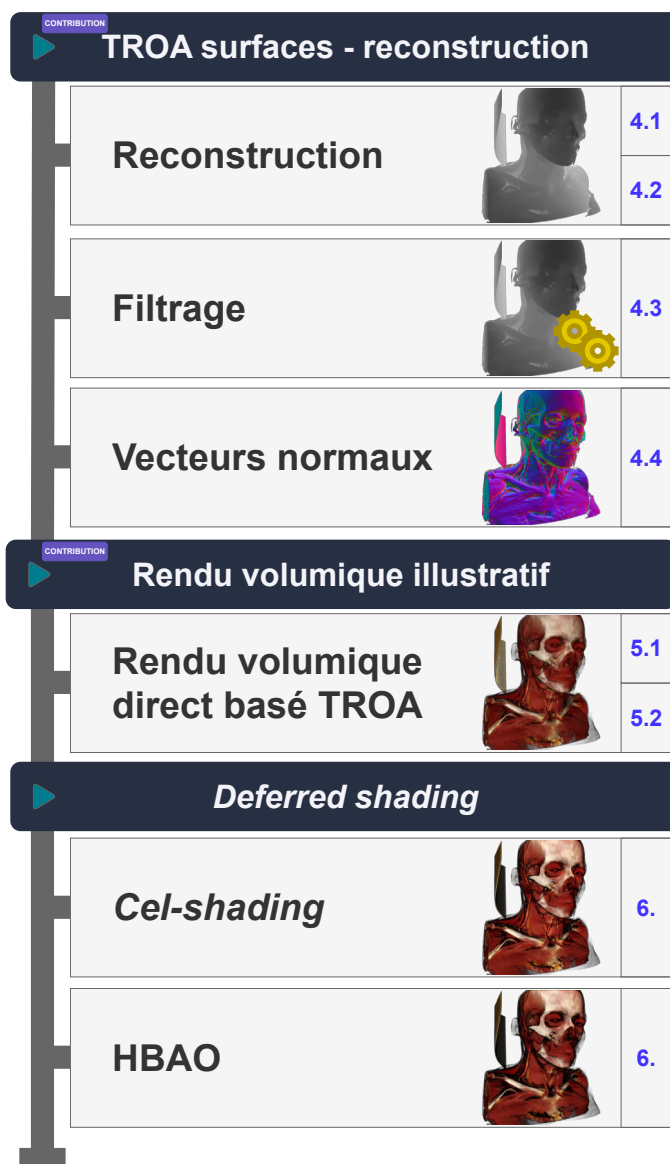 CONTRIBUTION
TROA surfaces - reconstruction
Reconstruction
4.1
4.2
Filtrage
4.3
Vecteurs normaux
4.4
CONTRIBUTION
Rendu volumique illustratif
Rendu volumique
direct basé TROA
5.1
5.2
Deferred shading
Cel-shading
6.
HBAO
6.